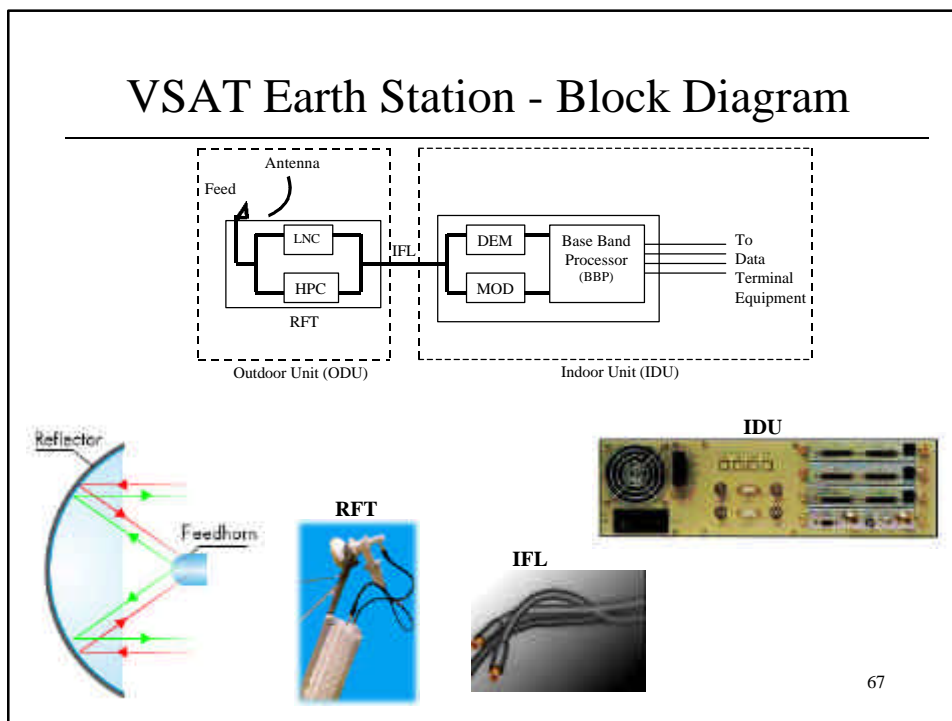 VSAT Earth Station - Block Diagram
Antenna
Feed
LNC
HPC
RFT
IFL
DEM
MOD
Base Band
Processor
(BBP)
To
Data
Terminal
Equipment
Outdoor Unit (ODU)
Indoor Unit (IDU)
Reflector
Feedhorn
RFT
IFL
IDU
67